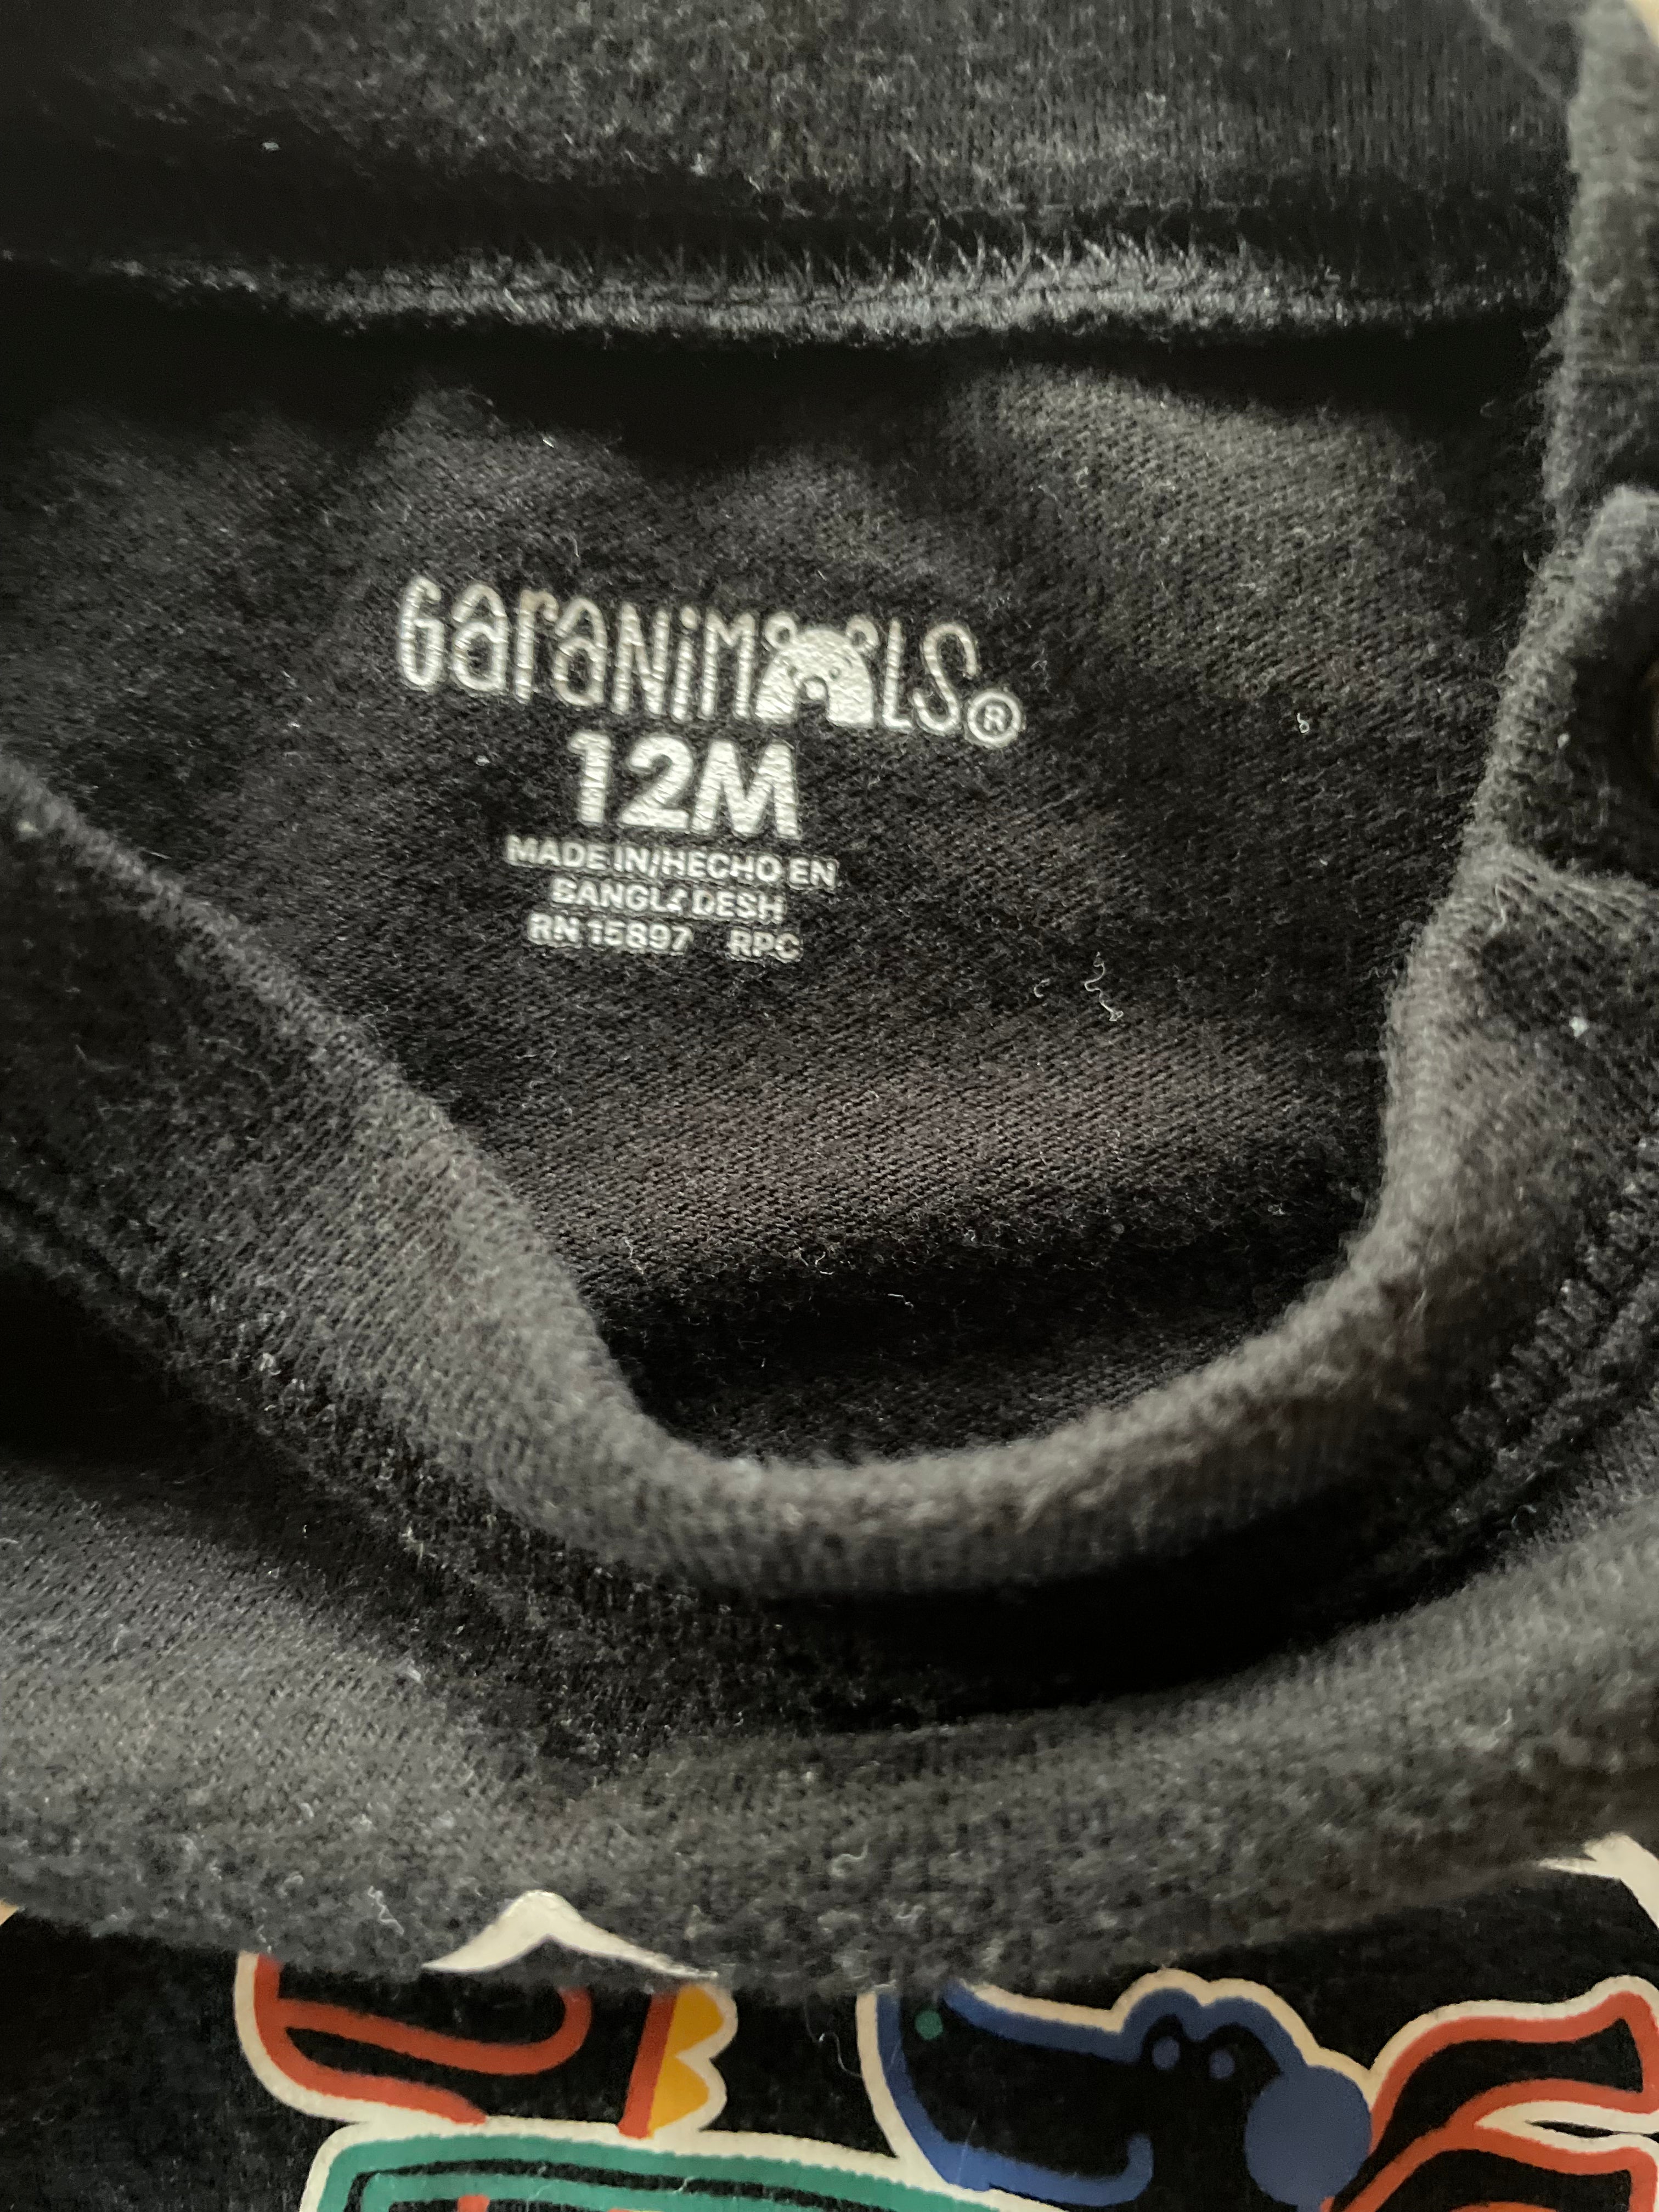 GaraNiMALS®
12M
MADE IN/HECHO EN
BANGLADESH
RN 15897 RPC